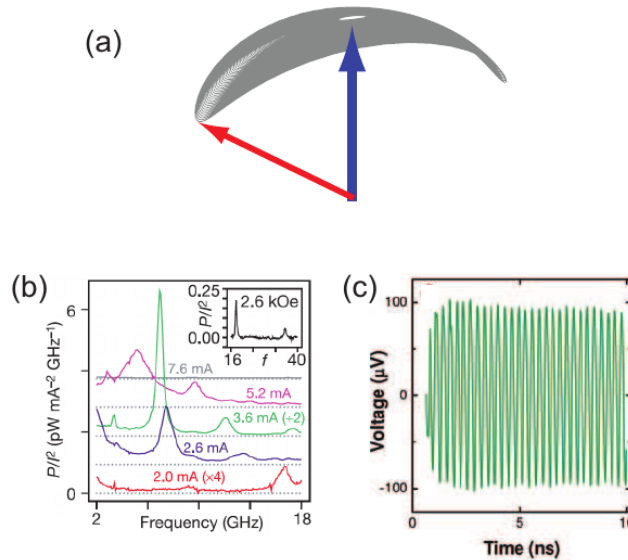 (a)
(b)
(c)
P/I² (pW mA⁻² GHz⁻¹)
6
0
0.25
0.00
P/I²
2.6 kOe
16 f 40
7.6 mA
5.2 mA
3.6 mA (÷2)
2.6 mA
2.0 mA (×4)
2 Frequency (GHz) 18
Voltage (µV)
100
0
-100
0 5 10
Time (ns)